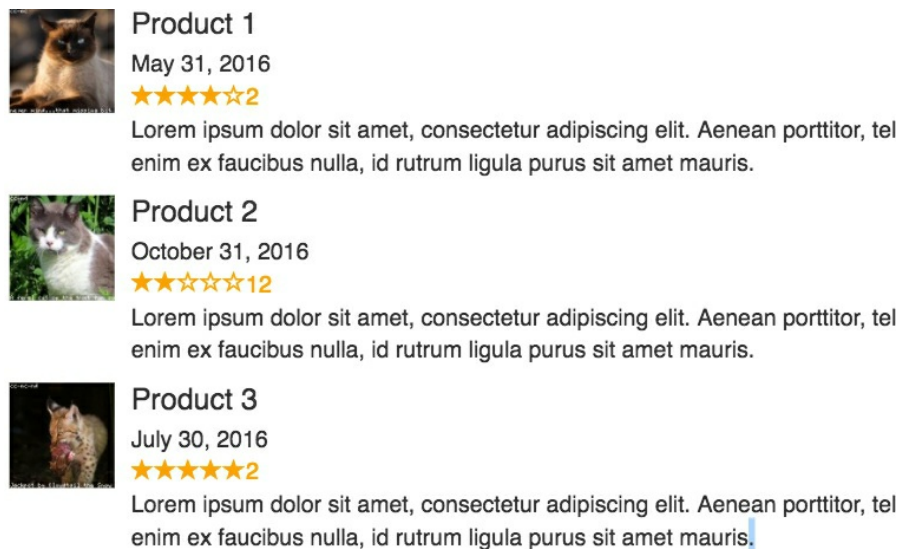 Product 1
May 31, 2016
★★★★☆2
Lorem ipsum dolor sit amet, consectetur adipiscing elit. Aenean porttitor, tel
enim ex faucibus nulla, id rutrum ligula purus sit amet mauris.
Product 2
October 31, 2016
★★☆☆☆12
Lorem ipsum dolor sit amet, consectetur adipiscing elit. Aenean porttitor, tel
enim ex faucibus nulla, id rutrum ligula purus sit amet mauris.
Product 3
July 30, 2016
★★★★★2
Lorem ipsum dolor sit amet, consectetur adipiscing elit. Aenean porttitor, tel
enim ex faucibus nulla, id rutrum ligula purus sit amet mauris.